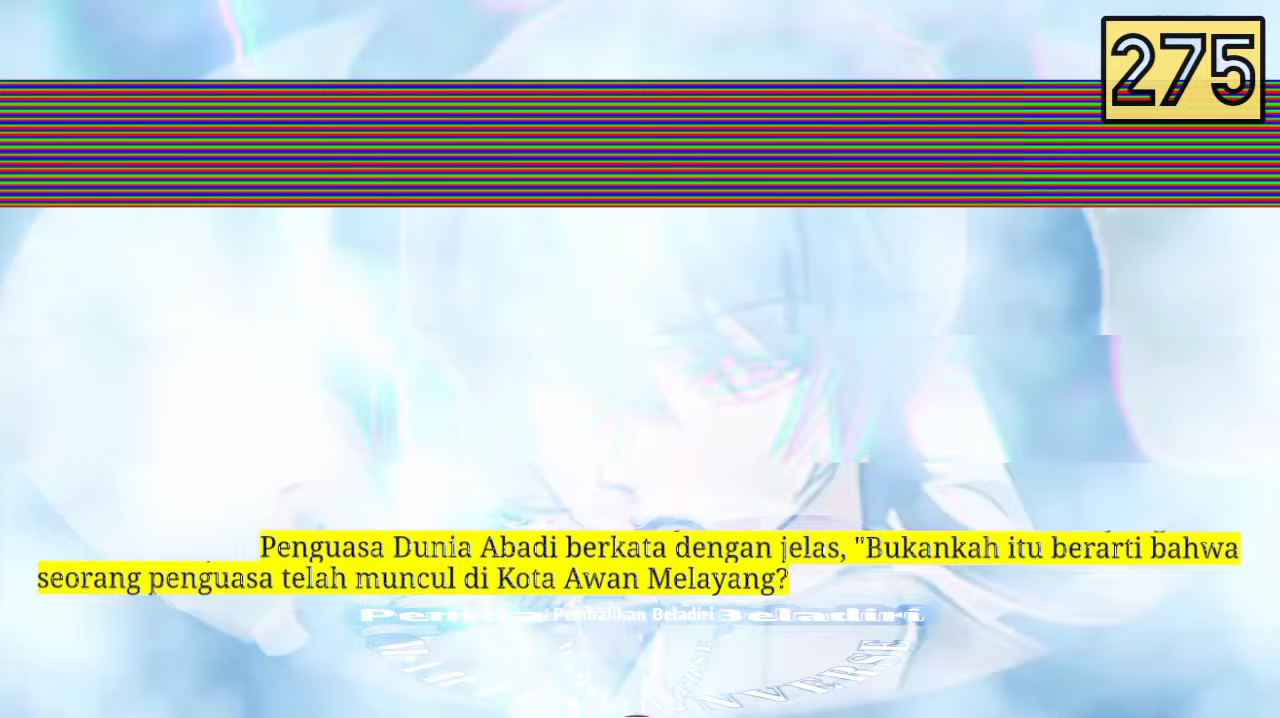 275
Penguasa Dunia Abadi berkata dengan jelas, "Bukankah itu berarti bahwa
seorang penguasa telah muncul di Kota Awan Melayang?
Pembalikan Beladiri
Beladiri